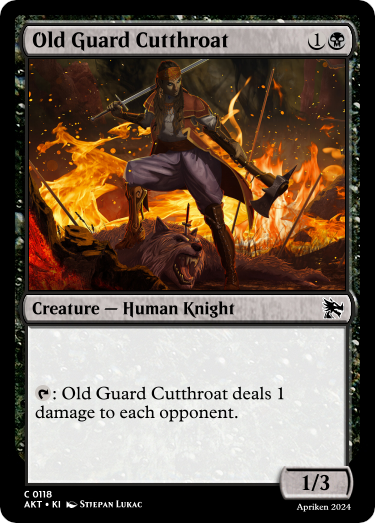 Old Guard Cutthroat 1
Creature — Human Knight
: Old Guard Cutthroat deals 1
damage to each opponent.
1/3
C 0118
AKT • KI Stjepan Lukac
Apriken 2024